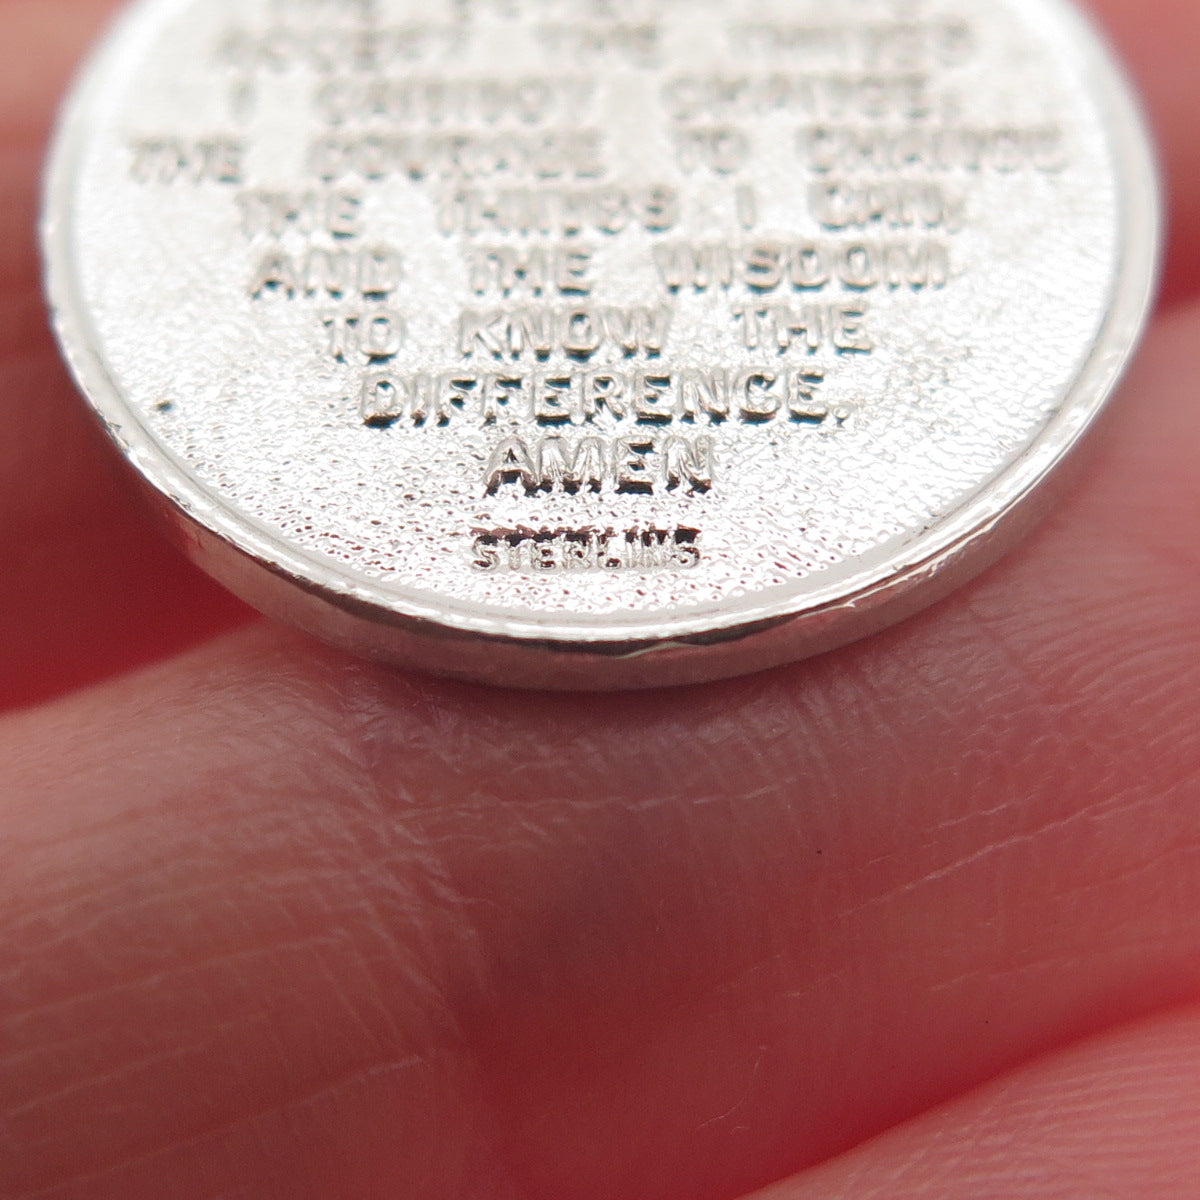 ACCEPT THE THINGS
I CANNOT CHANGE,
THE COURAGE TO CHANGE
THE THINGS I CAN,
AND THE WISDOM
TO KNOW THE
DIFFERENCE,
AMEN
STERLING